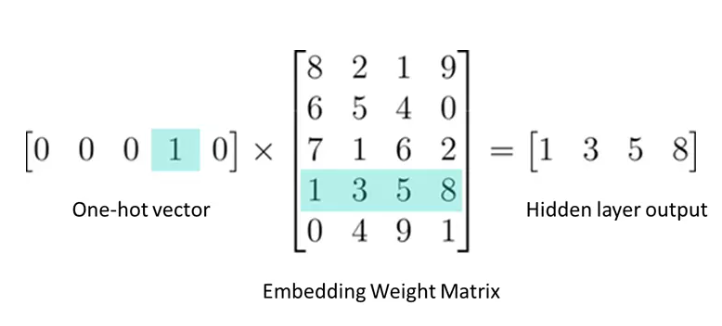 [0 0 0 1 0] × [8 2 1 9
6 5 4 0
7 1 6 2
1 3 5 8
0 4 9 1] = [1 3 5 8]
One-hot vector
Hidden layer output
Embedding Weight Matrix